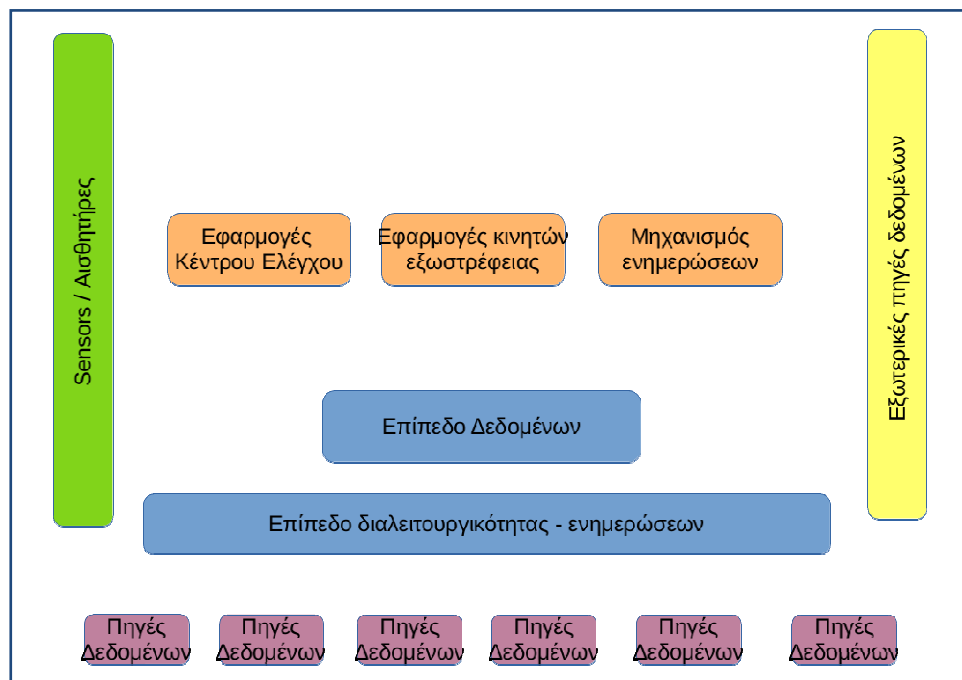 Sensors / Αισθητήρες
Εφαρμογές
Κέντρου Ελέγχου
Εφαρμογές κινητών
εξωστρέφειας
Μηχανισμός
ενημερώσεων
Εξωτερικές πηγές δεδομένων
Επίπεδο Δεδομένων
Επίπεδο διαλειτουργικότητας - ενημερώσεων
Πηγές
Δεδομένων
Πηγές
Δεδομένων
Πηγές
Δεδομένων
Πηγές
Δεδομένων
Πηγές
Δεδομένων
Πηγές
Δεδομένων